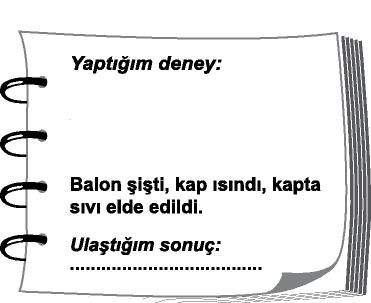 Yaptığım deney:
Balon şişti, kap ısındı, kapta
sıvı elde edildi.
Ulaştığım sonuç:
....................................